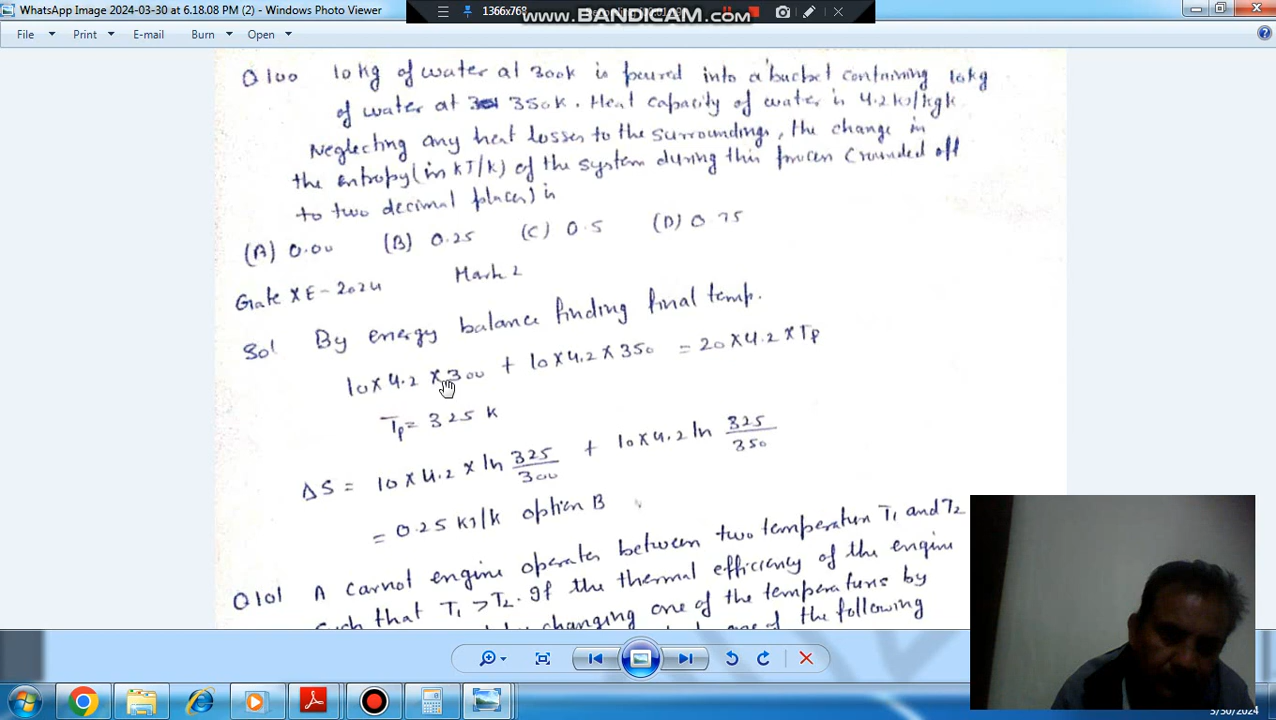 WhatsApp Image 2024-03-30 at 6.18.08 PM (2) - Windows Photo Viewer
1366x768
www.BANDICAM.com
File Print E-mail Burn Open
Q100 10kg of water at 300k is poured into a bucket containing 10kg
of water at 350k. Heat capacity of water is 4.2 kJ/kgk
Neglecting any heat losses to the surroundings, the change in
the entropy (in kJ/k) of the system during this process (rounded off
to two decimal places) is
(A) 0.00 (B) 0.25 (C) 0.5 (D) 0.75
Gate XE-2024 Mark 2
Sol By energy balance finding final temp.
10×4.2×300 + 10×4.2×350 = 20×4.2×Tf
Tf = 325 k
ΔS = 10×4.2×ln 325/300 + 10×4.2 ln 325/350
= 0.25 kJ/k option B
Q101 A carnot engine operates between two temperature T1 and T2
such that T1 > T2. If the thermal efficiency of the engine
by changing one of the temperatures by
one of the following
3/30/2024